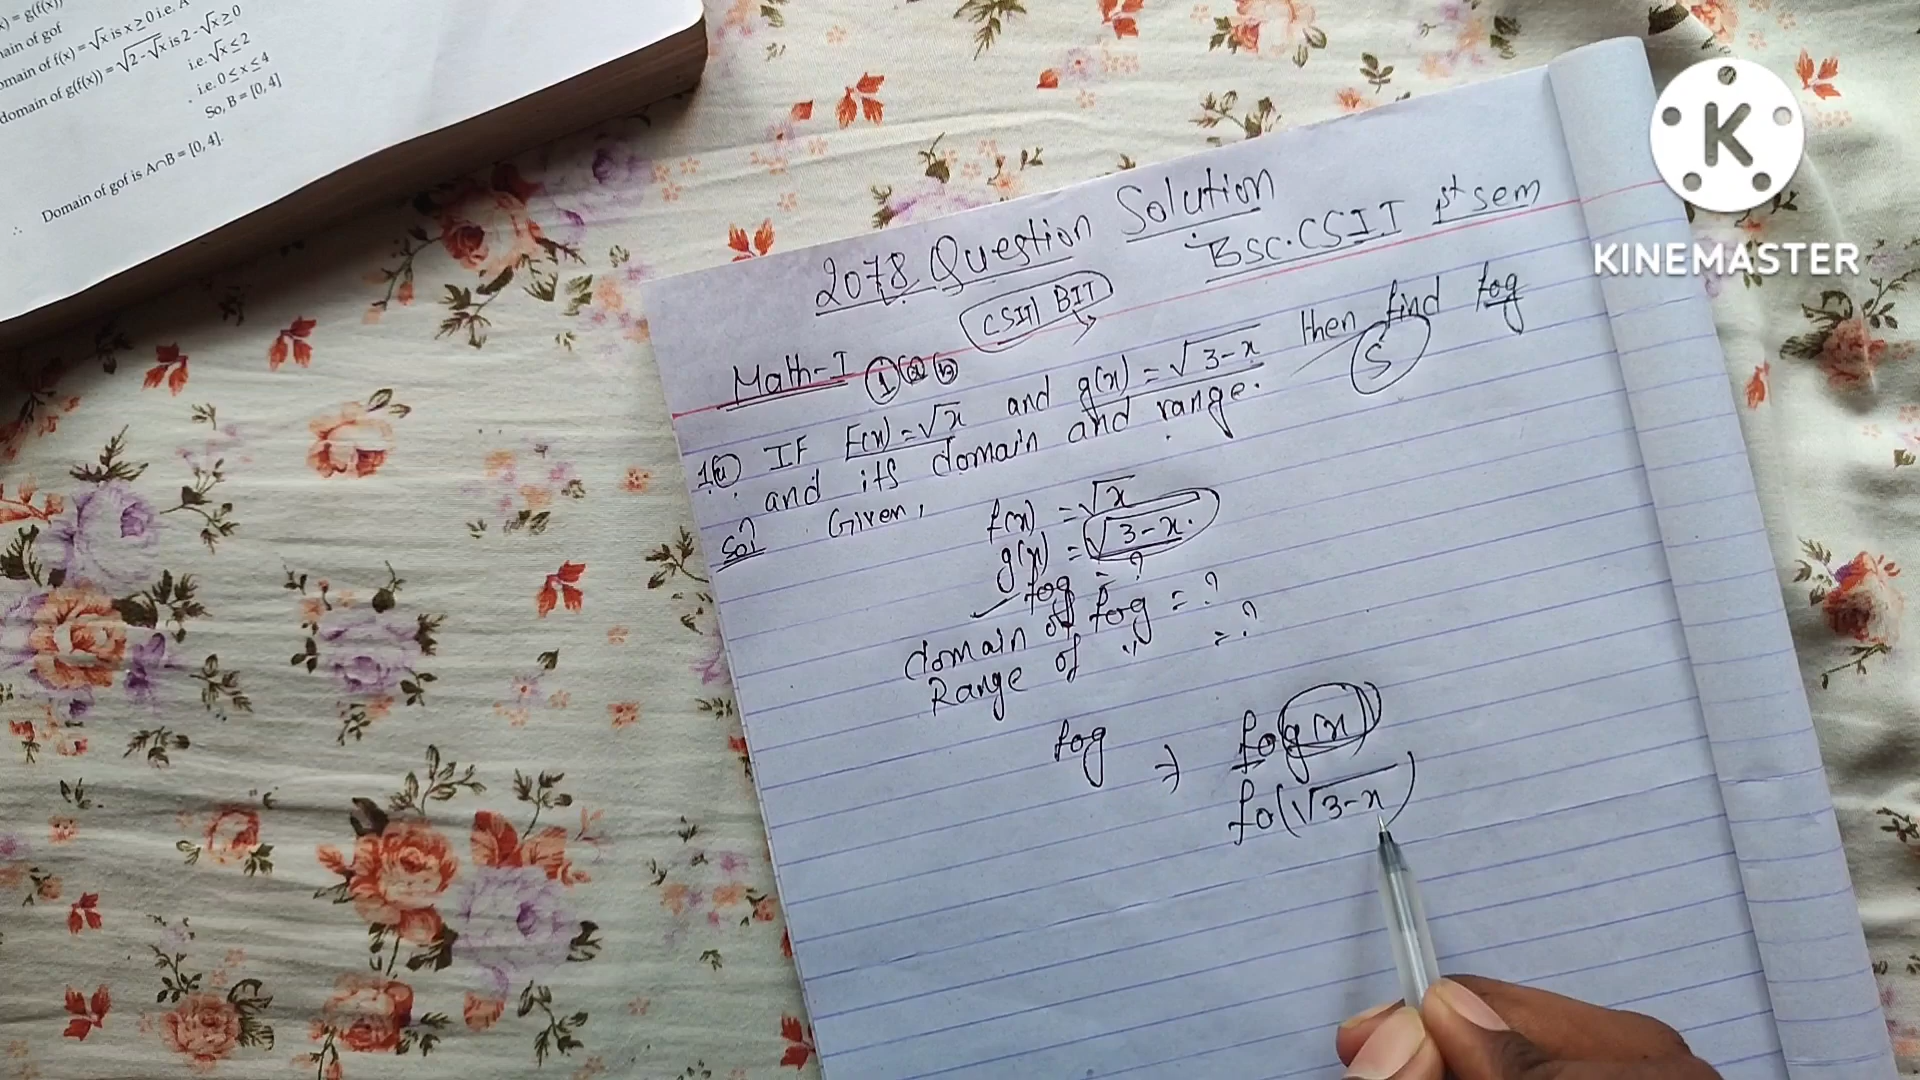 = g(f(x))
main of gof
omain of f(x) = √x is x ≥ 0 i.e. A
domain of g(f(x)) = √2-√x is 2 - √x ≥ 0
i.e. √x ≤ 2
i.e. 0 ≤ x ≤ 4
So, B = [0, 4]
∴ Domain of gof is A∩B = [0, 4].
K
KINEMASTER
2078 Question Solution
BSC.CSIT 1st sem
CSIT BIT
Math-I 1 a b
1.a IF F(x) = √x and g(x) = √3-x then find fog
and its domain and range. 5
Sol Given,
f(x) = √x
g(x) = √3-x.
fog = ?
domain of fog = ?
Range of " = ?
fog ⇒ fog(x))
fo(√3-x)